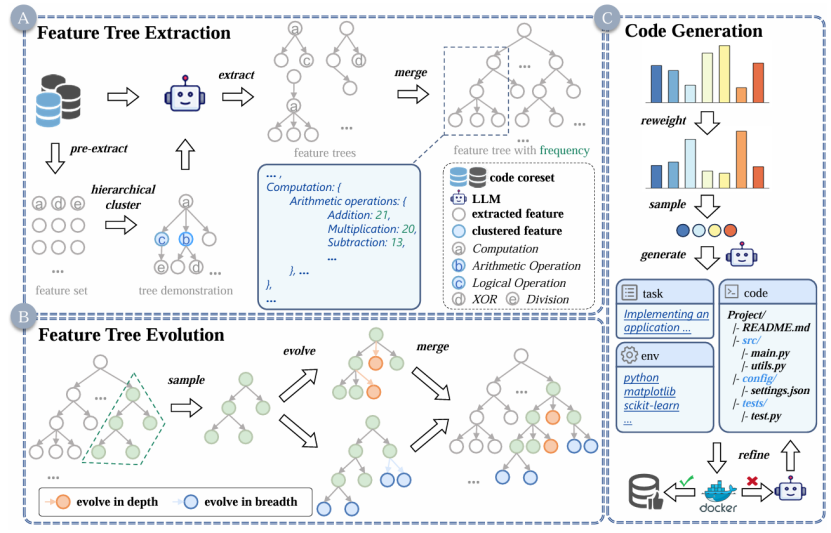 A
Feature Tree Extraction
pre-extract
a d e
...
feature set
hierarchical
cluster
a
c b
e d ...
tree demonstration
extract
a
c d
a
...
feature trees
merge
...
...
feature tree with frequency
... ,
Computation: {
Arithmetic operations: {
Addition: 21,
Multiplication: 20,
Subtraction: 13,
...
}, ...
},
...
code coreset
LLM
extracted feature
clustered feature
a Computation
b Arithmetic Operation
c Logical Operation
d XOR e Division
B
Feature Tree Evolution
...
...
sample
evolve
merge
...
...
evolve in depth
evolve in breadth
C
Code Generation
reweight
sample
generate
task
Implementing an
application ...
env
python
matplotlib
scikit-learn
...
code
Project/
|- README.md
|- src/
|- main.py
|- utils.py
|- config/
|- settings.json
|- tests/
|- test.py
refine
docker